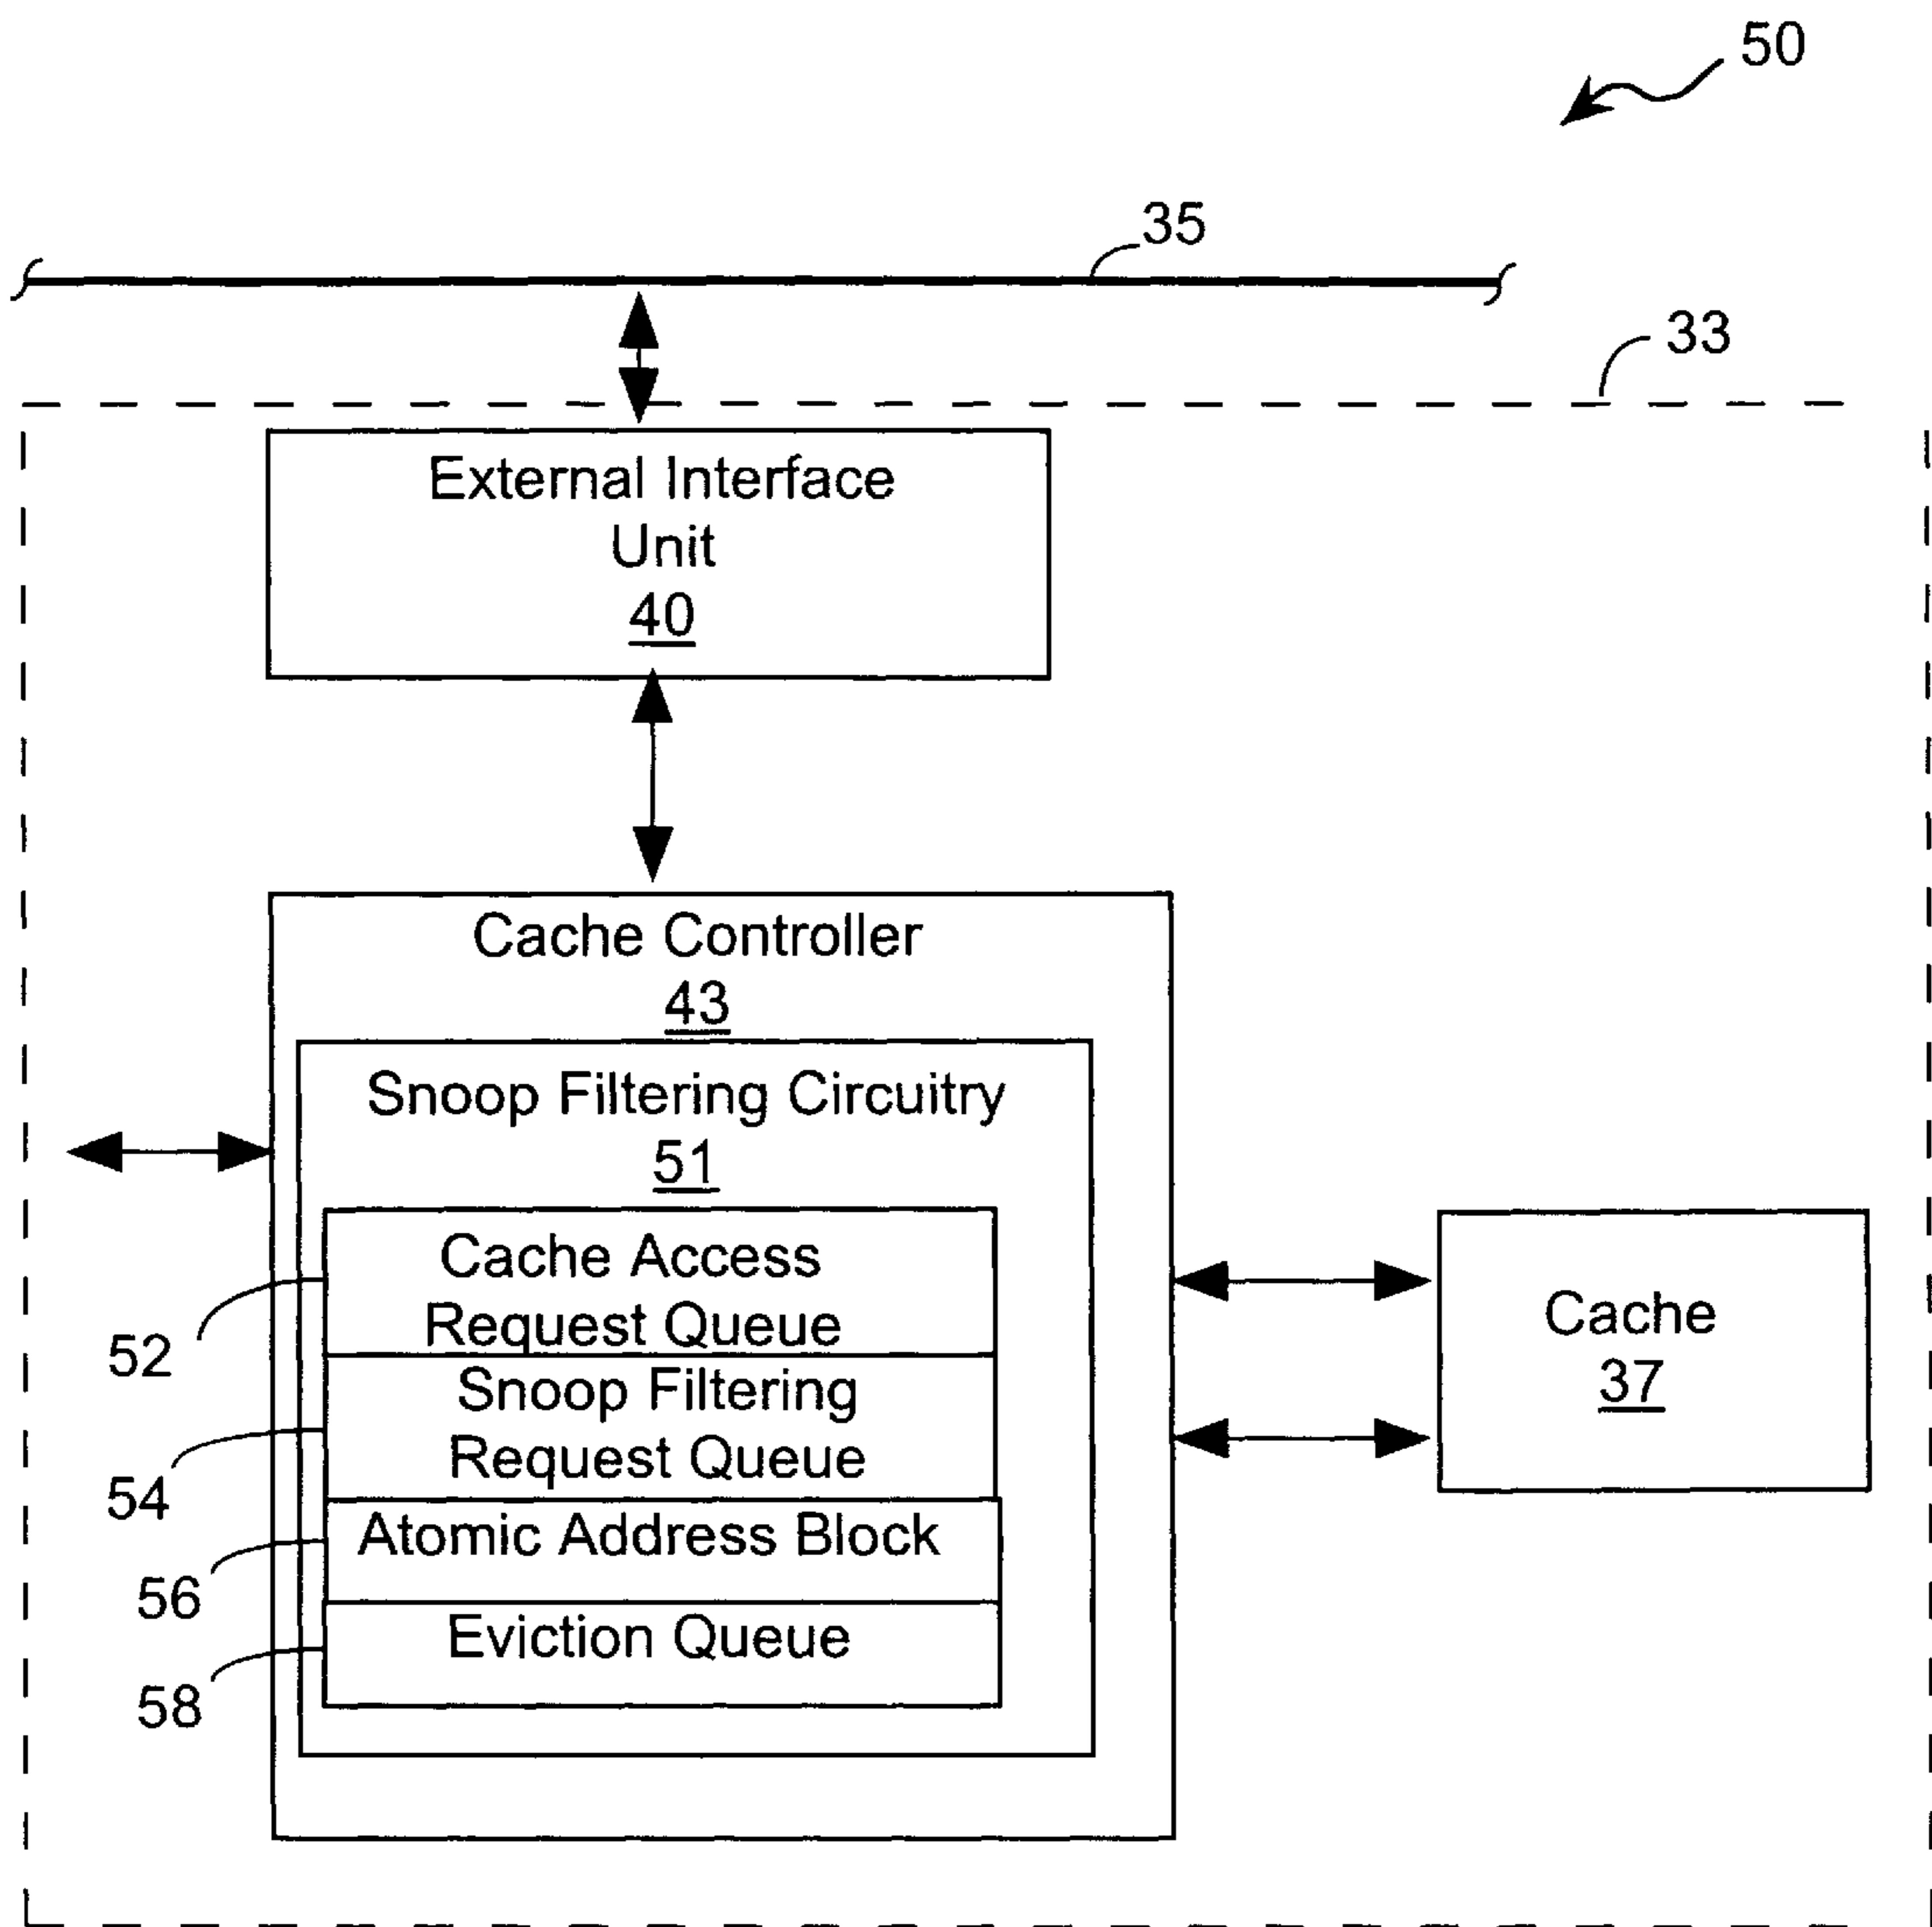 50
35
33
External Interface
Unit
40
Cache Controller
43
Snoop Filtering Circuitry
51
Cache Access
Request Queue
52
Snoop Filtering
Request Queue
54
Atomic Address Block
56
Eviction Queue
58
Cache
37